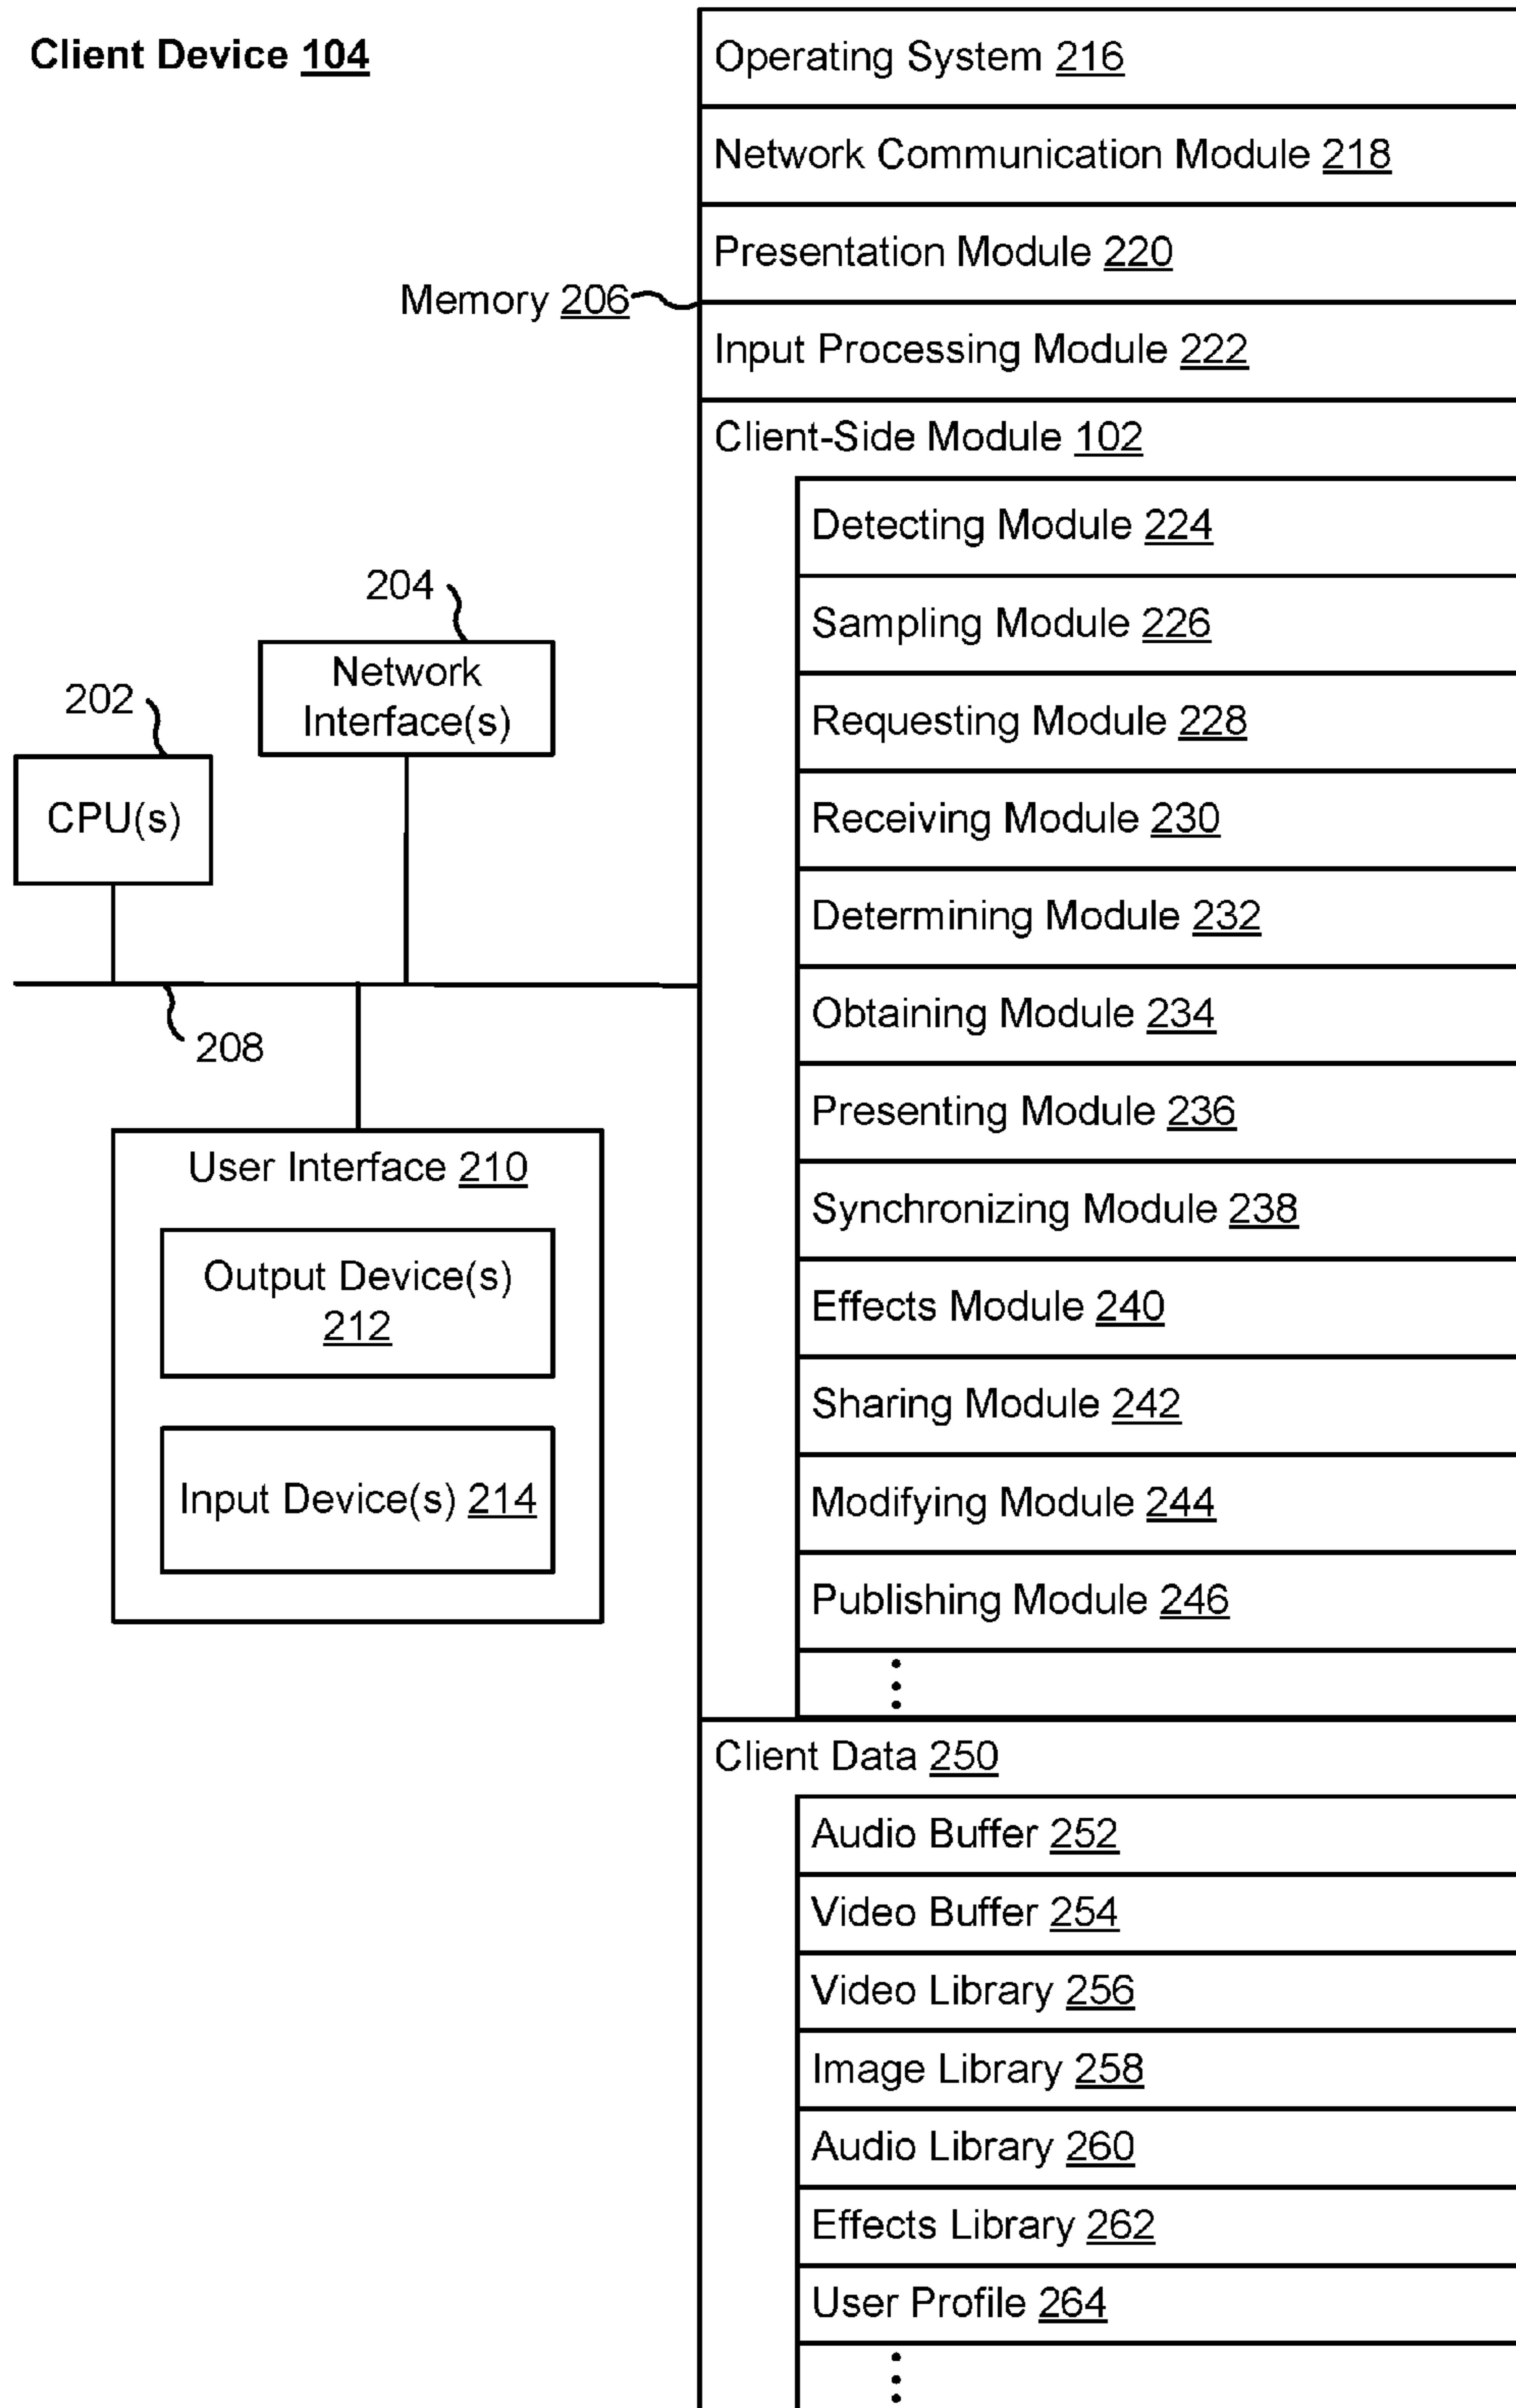 Client Device 104
Operating System 216
Network Communication Module 218
Presentation Module 220
Memory 206
Input Processing Module 222
Client-Side Module 102
Detecting Module 224
Sampling Module 226
Requesting Module 228
Receiving Module 230
Determining Module 232
Obtaining Module 234
Presenting Module 236
Synchronizing Module 238
Effects Module 240
Sharing Module 242
Modifying Module 244
Publishing Module 246
Client Data 250
Audio Buffer 252
Video Buffer 254
Video Library 256
Image Library 258
Audio Library 260
Effects Library 262
User Profile 264
204
Network
Interface(s)
202
CPU(s)
208
User Interface 210
Output Device(s)
212
Input Device(s) 214